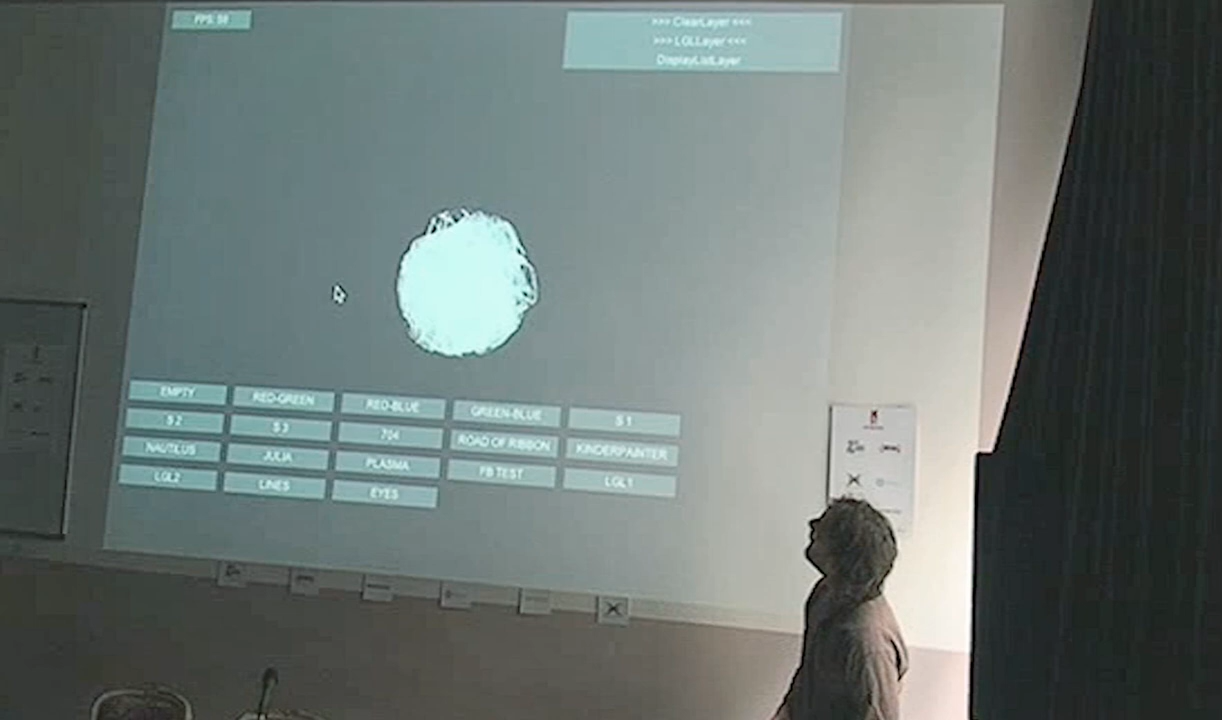 FPS: 59
>>> ClearLayer <<<
>>> LGLLayer <<<
DisplayListLayer
EMPTY
RED-GREEN
RED-BLUE
GREEN-BLUE
S 1
S 2
S 3
704
ROAD OF RIBBON
KINDERPAINTER
NAUTILUS
JULIA
PLASMA
FB TEST
LGL1
LGL2
LINES
EYES